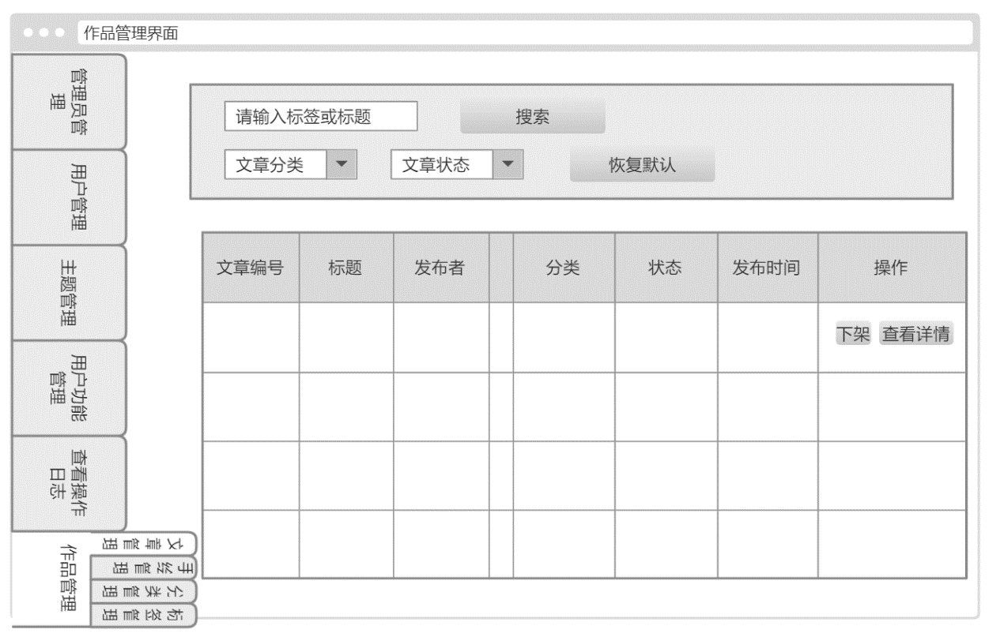 作品管理界面
管理员管
理
用户管理
主题管理
用户功能
管理
查看操作
日志
作品管理
文章管理
手绘管理
分类管理
标签管理
请输入标签或标题
搜索
文章分类
文章状态
恢复默认
文章编号 标题 发布者 分类 状态 发布时间 操作
下架 查看详情